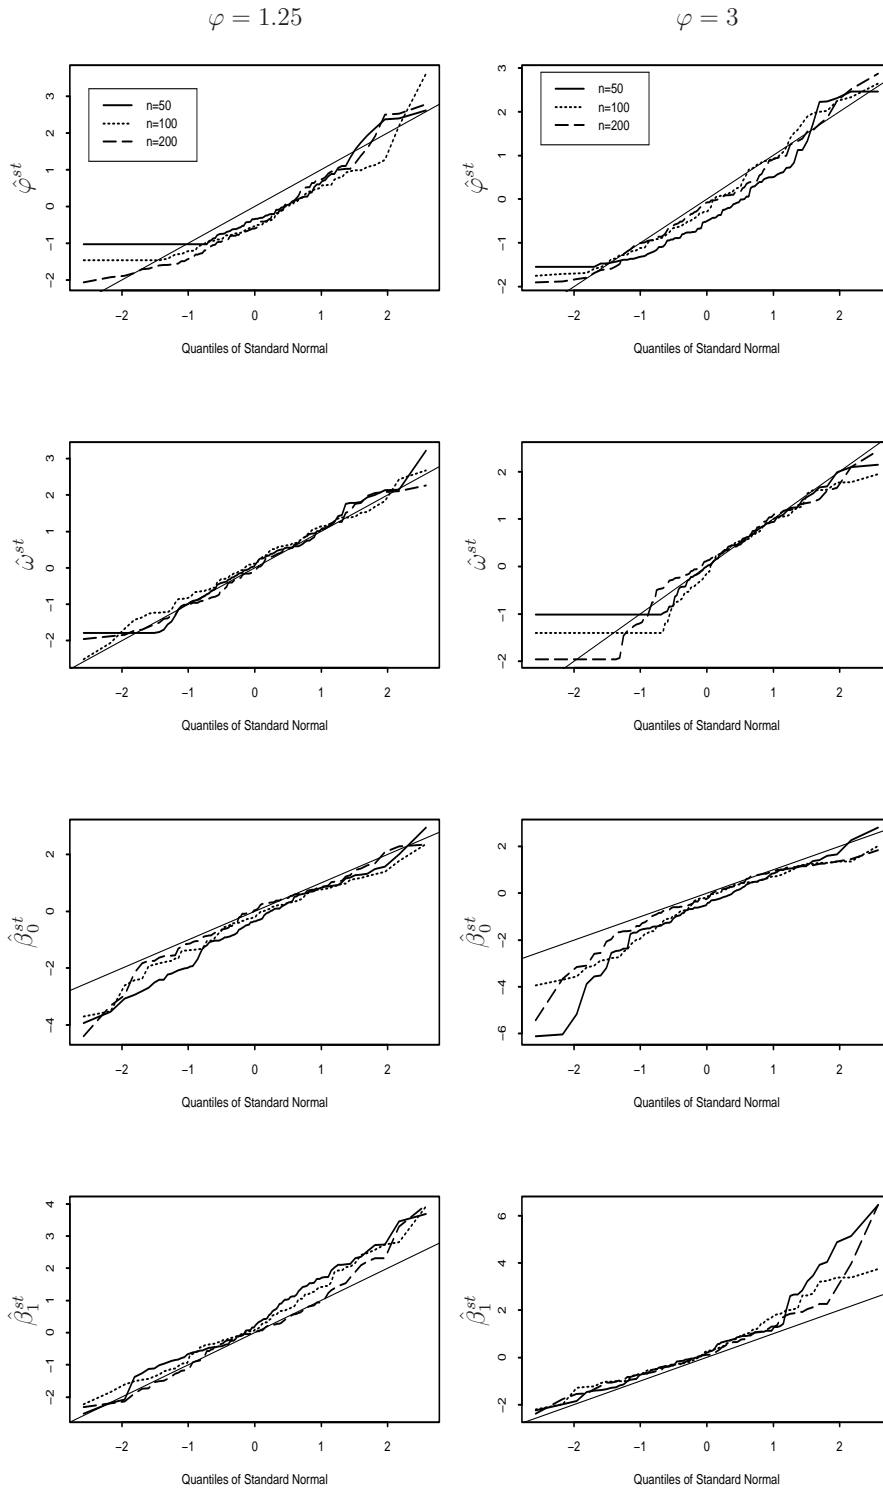 φ = 1.25
φ = 3
φ̂^st
3
2
1
0
−1
−2
n=50
n=100
n=200
−2 −1 0 1 2
Quantiles of Standard Normal
φ̂^st
3
2
1
0
−1
−2
n=50
n=100
n=200
−2 −1 0 1 2
Quantiles of Standard Normal
ω̂^st
3
2
1
0
−1
−2
−2 −1 0 1 2
Quantiles of Standard Normal
ω̂^st
2
1
0
−1
−2
−2 −1 0 1 2
Quantiles of Standard Normal
β̂_0^st
2
0
−2
−4
−2 −1 0 1 2
Quantiles of Standard Normal
β̂_0^st
2
0
−2
−4
−6
−2 −1 0 1 2
Quantiles of Standard Normal
β̂_1^st
4
3
2
1
0
−1
−2
−2 −1 0 1 2
Quantiles of Standard Normal
β̂_1^st
6
4
2
0
−2
−2 −1 0 1 2
Quantiles of Standard Normal